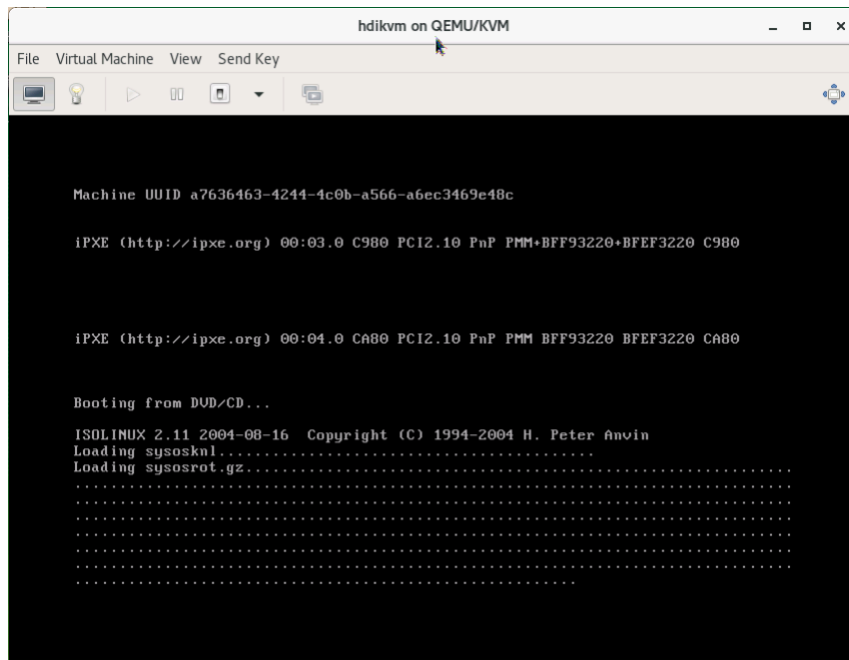 hdikvm on QEMU/KVM
File Virtual Machine View Send Key
Machine UUID a7636463-4244-4c0b-a566-a6ec3469e48c
iPXE (http://ipxe.org) 00:03.0 C980 PCI2.10 PnP PMM+BFF93220+BFEF3220 C980
iPXE (http://ipxe.org) 00:04.0 CA80 PCI2.10 PnP PMM BFF93220 BFEF3220 CA80
Booting from DVD/CD...
ISOLINUX 2.11 2004-08-16  Copyright (C) 1994-2004 H. Peter Anvin
Loading sysosknl..........................................
Loading sysosrot.gz.............................................................
................................................................................
................................................................................
................................................................................
................................................................................
................................................................................
................................................................................
........................................................